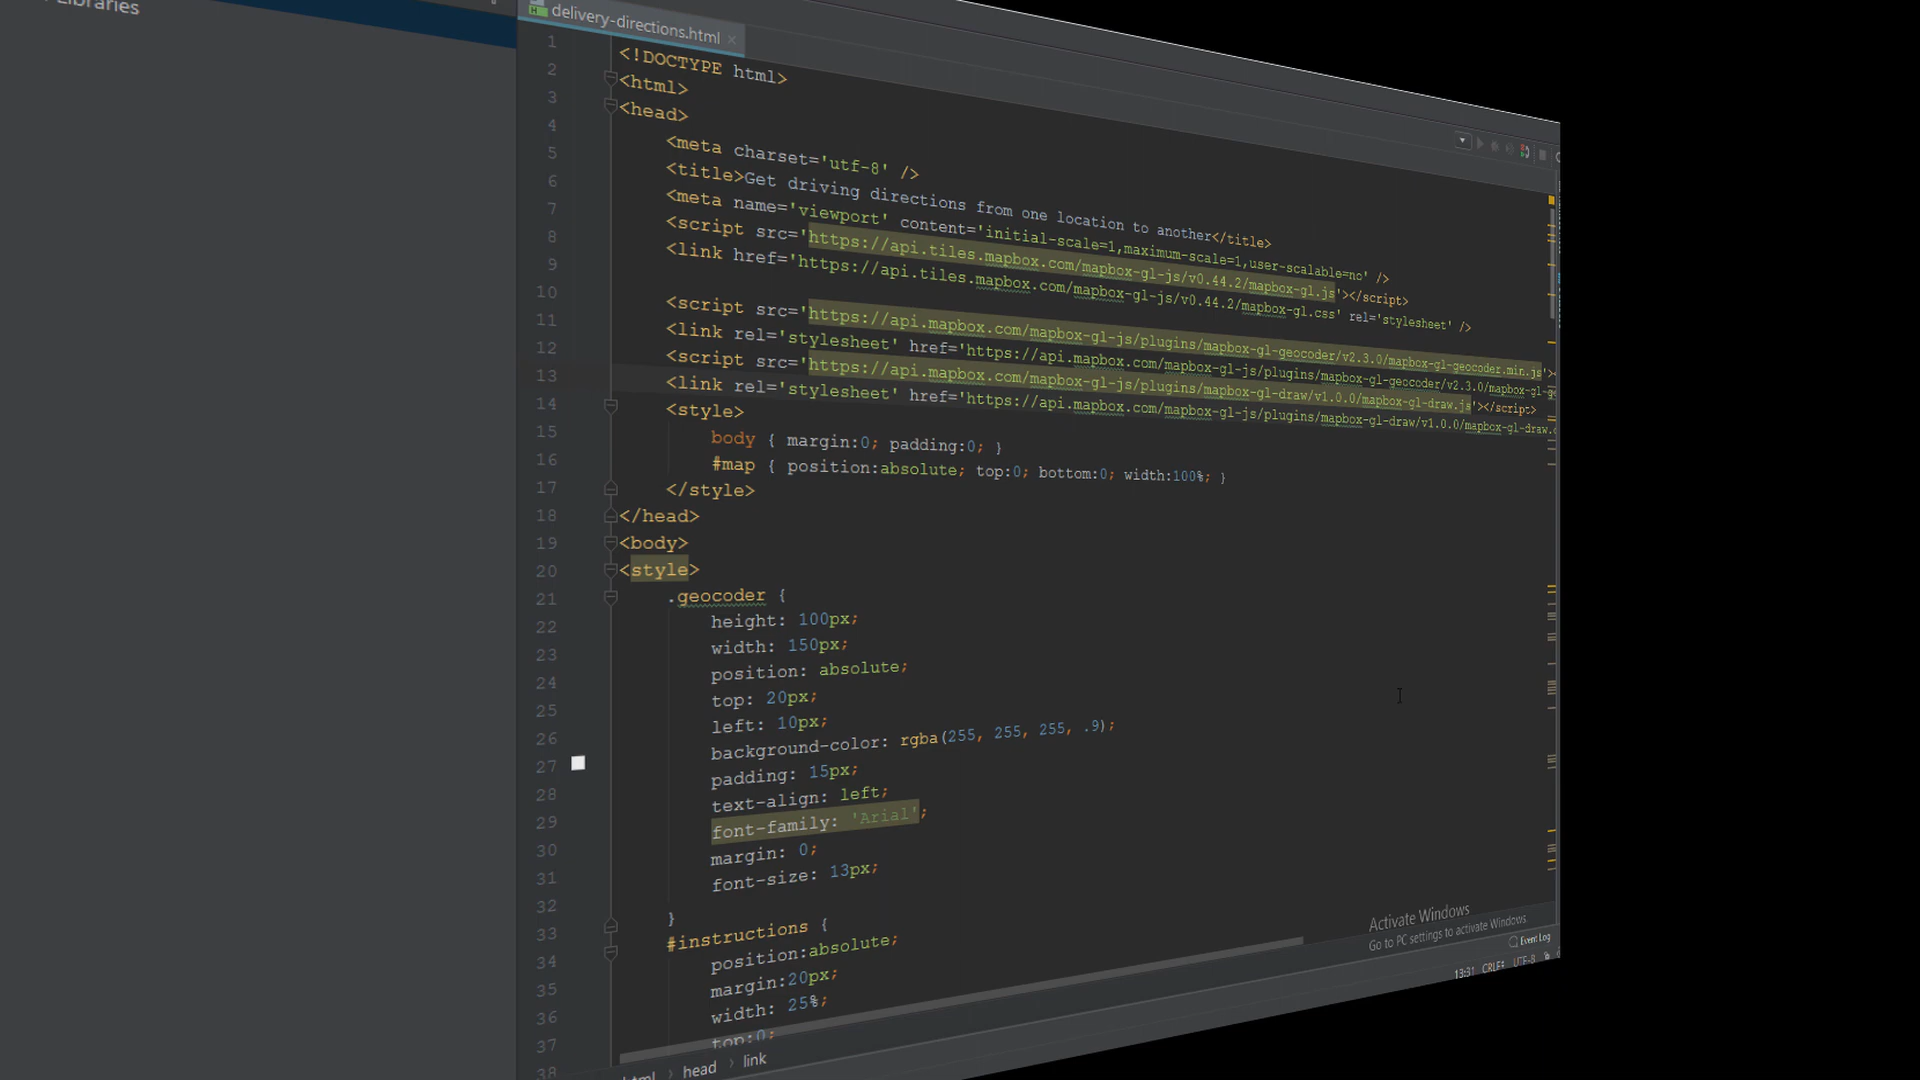 Libraries
delivery-directions.html
1
2
3
4
5
6
7
8
9
10
11
12
13
14
15
16
17
18
19
20
21
22
23
24
25
26
27
28
29
30
31
32
33
34
35
36
37
38
<!DOCTYPE html>
<html>
<head>
<meta charset='utf-8' />
<title>Get driving directions from one location to another</title>
<meta name='viewport' content='initial-scale=1,maximum-scale=1,user-scalable=no' />
<script src='https://api.tiles.mapbox.com/mapbox-gl-js/v0.44.2/mapbox-gl.js'></script>
<link href='https://api.tiles.mapbox.com/mapbox-gl-js/v0.44.2/mapbox-gl.css' rel='stylesheet' />
<script src='https://api.mapbox.com/mapbox-gl-js/plugins/mapbox-gl-geocoder/v2.3.0/mapbox-gl-geocoder.min.js'><
<link rel='stylesheet' href='https://api.mapbox.com/mapbox-gl-js/plugins/mapbox-gl-geocoder/v2.3.0/mapbox-gl-ge
<script src='https://api.mapbox.com/mapbox-gl-js/plugins/mapbox-gl-draw/v1.0.0/mapbox-gl-draw.js'></script>
<link rel='stylesheet' href='https://api.mapbox.com/mapbox-gl-js/plugins/mapbox-gl-draw/v1.0.0/mapbox-gl-draw.c
<style>
body { margin:0; padding:0; }
#map { position:absolute; top:0; bottom:0; width:100%; }
</style>
</head>
<body>
<style>
.geocoder {
height: 100px;
width: 150px;
position: absolute;
top: 20px;
left: 10px;
background-color: rgba(255, 255, 255, .9);
padding: 15px;
text-align: left;
font-family: 'Arial';
margin: 0;
font-size: 13px;
}
#instructions {
position:absolute;
margin:20px;
width: 25%;
top:0;
html › head › link
Activate Windows
Go to PC settings to activate Windows.
Event Log
13:31 CRLF UTF-8